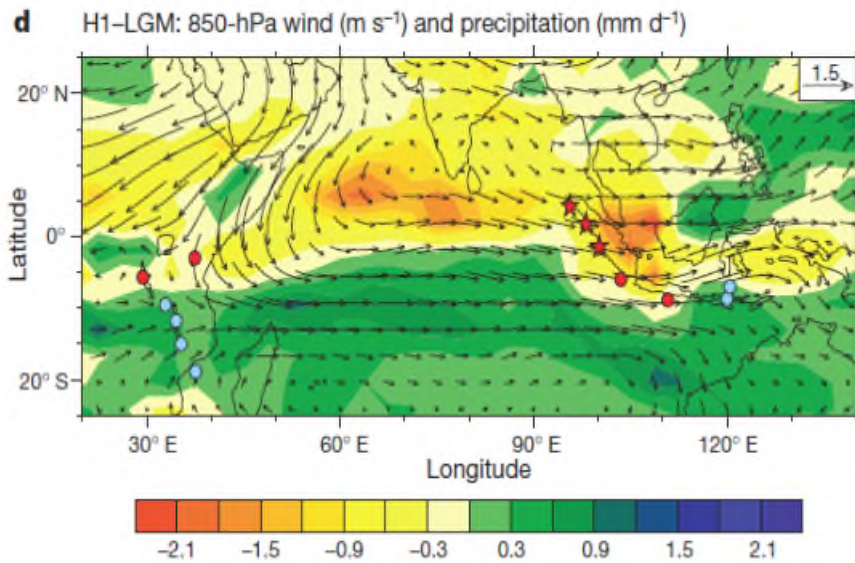 d H1–LGM: 850-hPa wind (m s⁻¹) and precipitation (mm d⁻¹)
1.5
20° N
0°
20° S
Latitude
30° E 60° E 90° E 120° E
Longitude
–2.1 –1.5 –0.9 –0.3 0.3 0.9 1.5 2.1